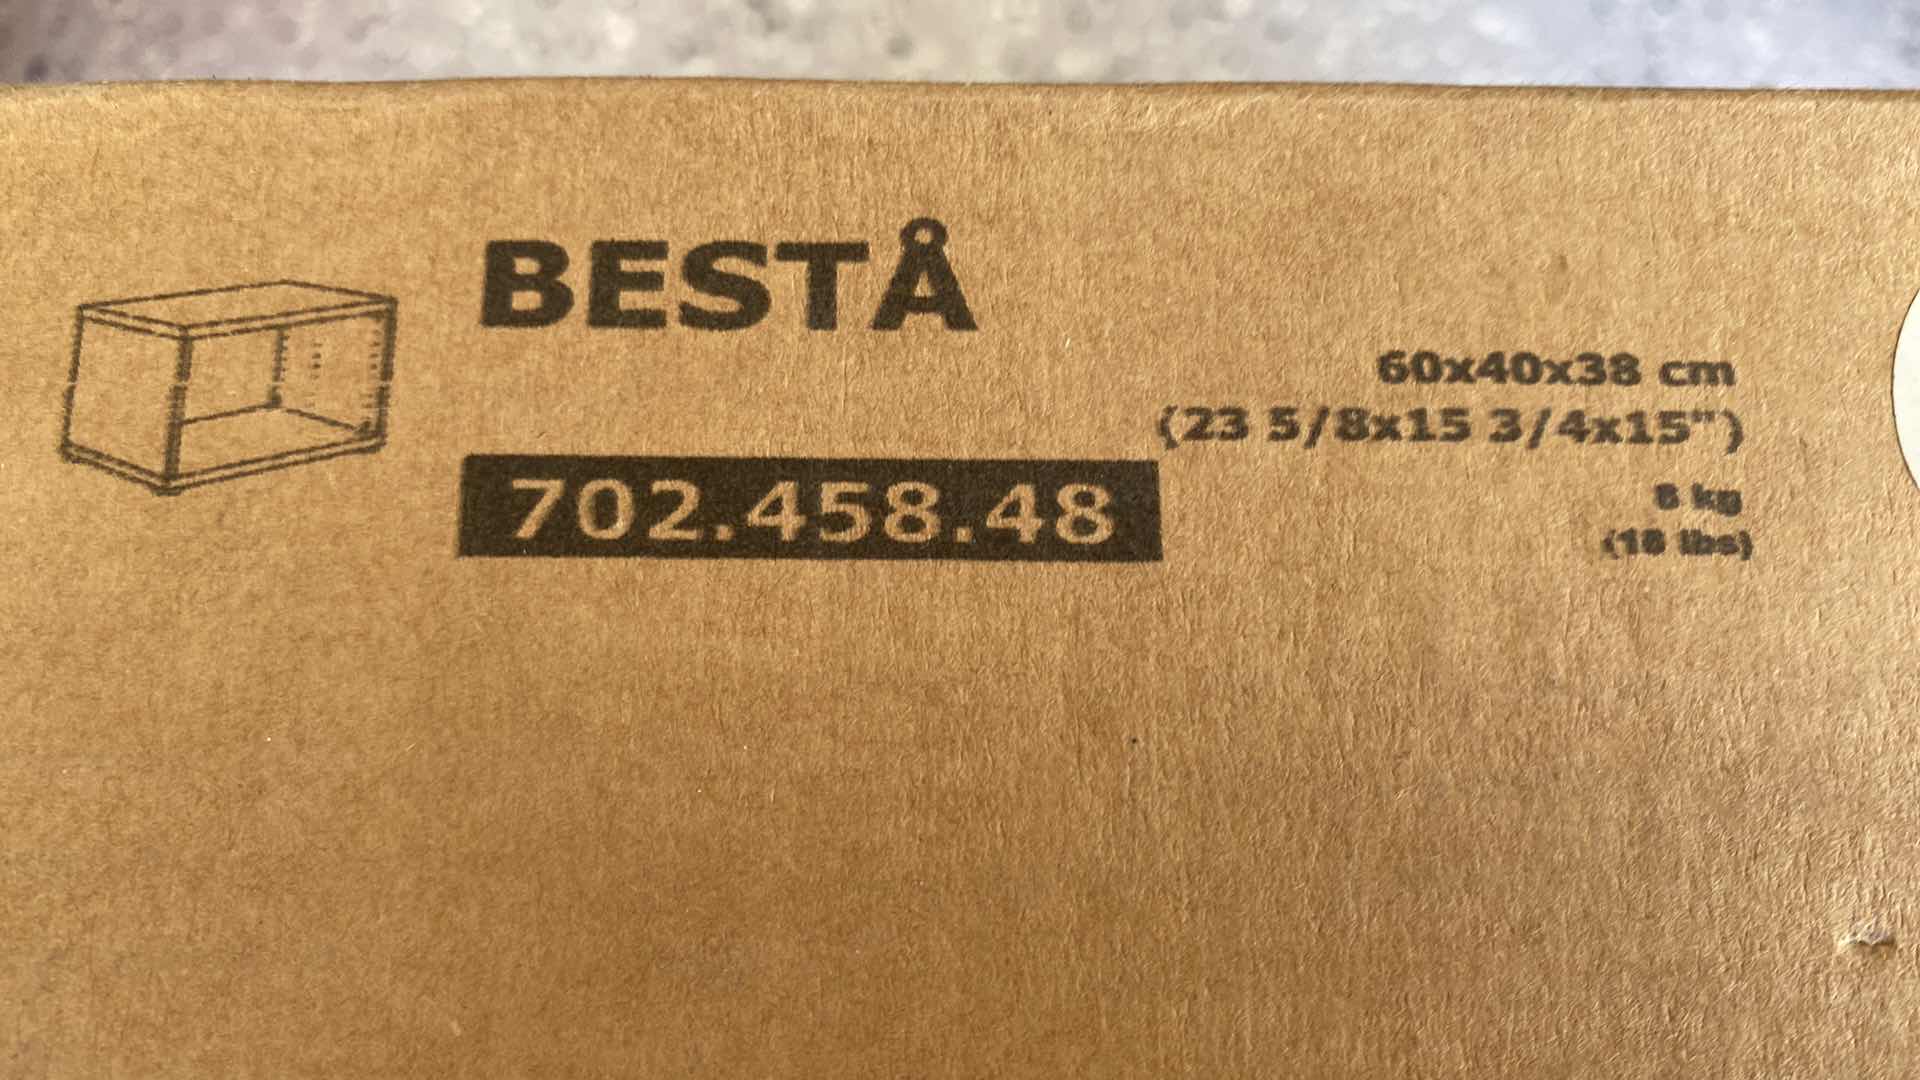 BESTÅ
60x40x38 cm
(23 5/8x15 3/4x15")
702.458.48
8 kg
(18 lbs)